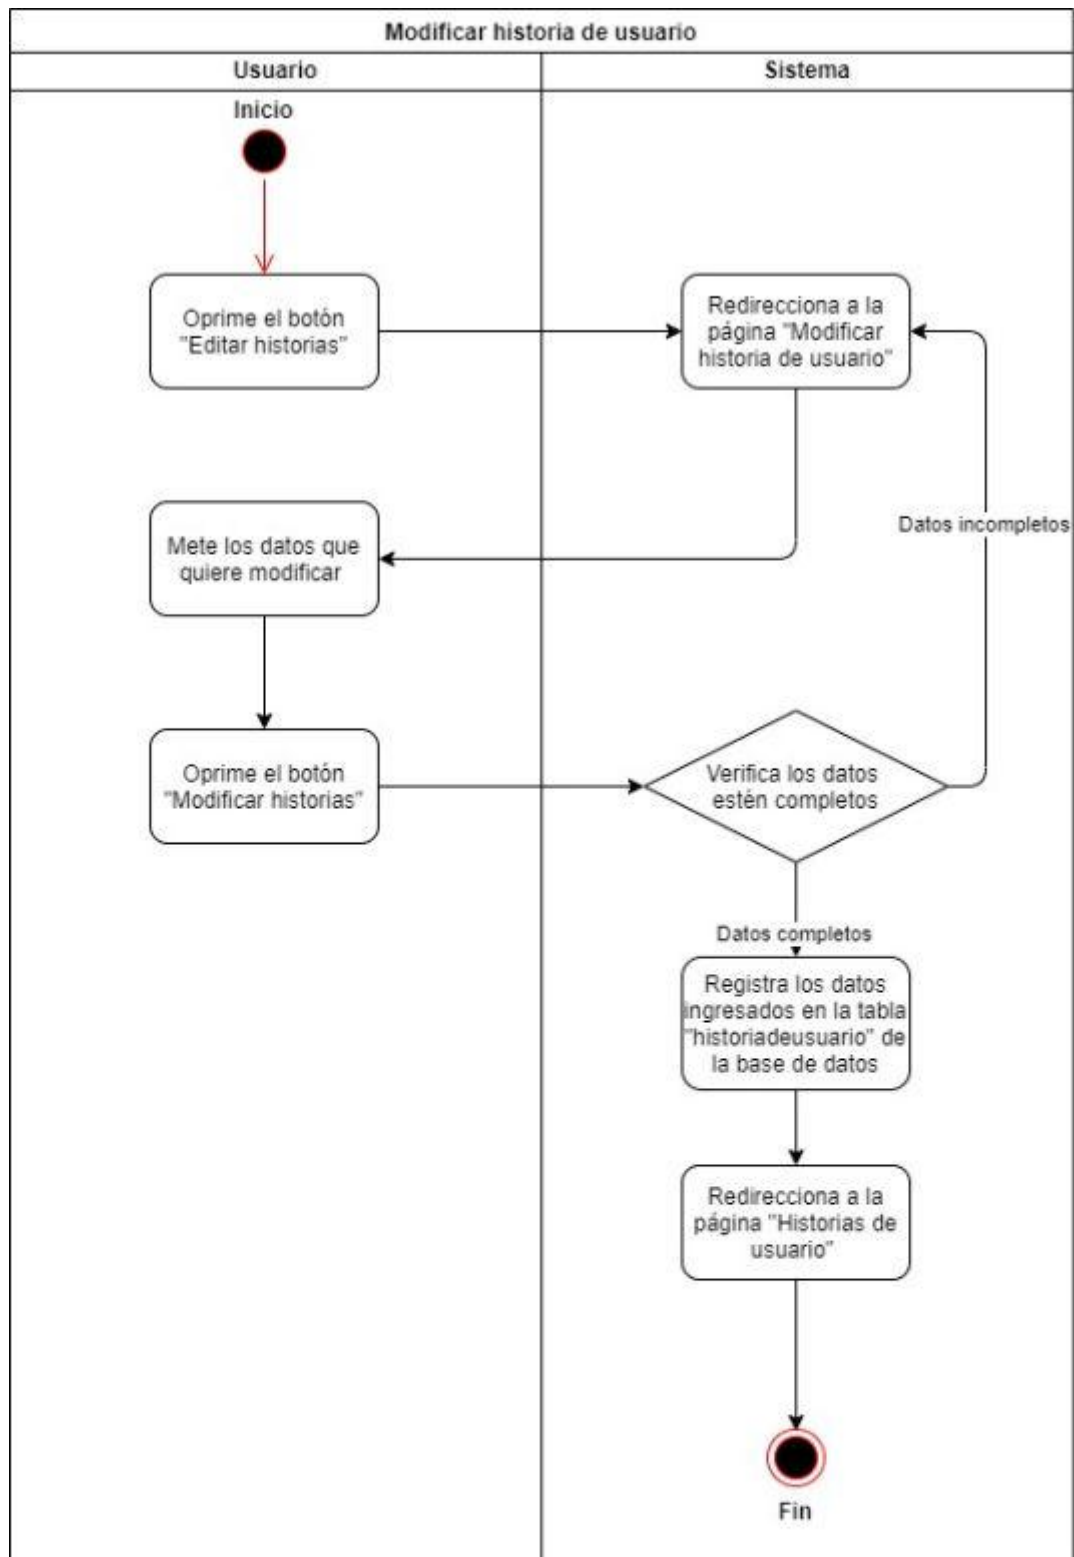 Modificar historia de usuario
Usuario
Sistema
Inicio
Oprime el botón
"Editar historias"
Redirecciona a la
página "Modificar
historia de usuario"
Datos incompletos
Mete los datos que
quiere modificar
Oprime el botón
"Modificar historias"
Verifica los datos
estén completos
Datos completos
Registra los datos
ingresados en la tabla
"historiadeusuario" de
la base de datos
Redirecciona a la
página "Historias de
usuario"
Fin